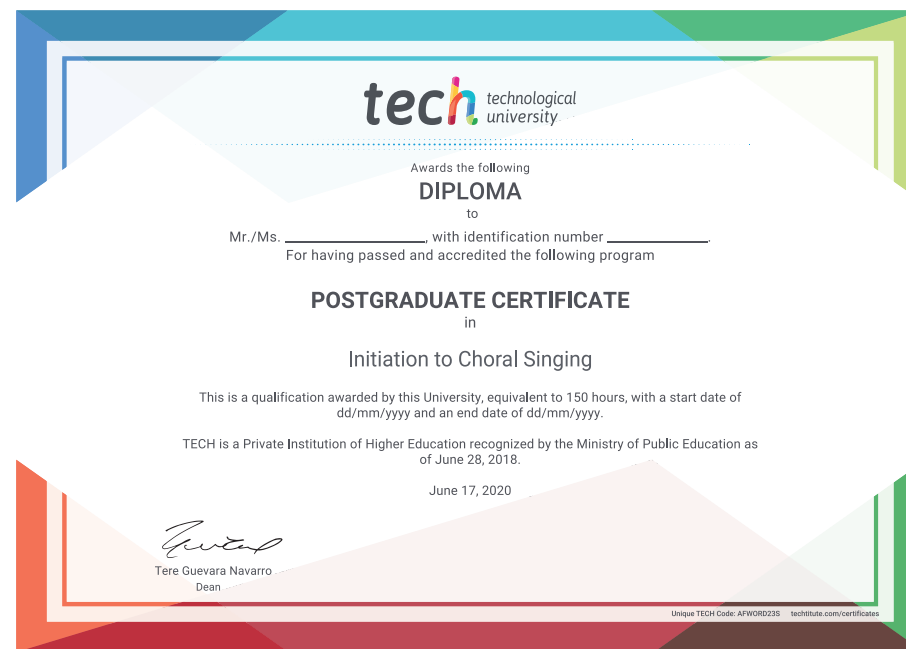 tech technological
university
Awards the following
DIPLOMA
to
Mr./Ms. ____________________, with identification number ______________.
For having passed and accredited the following program
POSTGRADUATE CERTIFICATE
in
Initiation to Choral Singing
This is a qualification awarded by this University, equivalent to 150 hours, with a start date of
dd/mm/yyyy and an end date of dd/mm/yyyy.
TECH is a Private Institution of Higher Education recognized by the Ministry of Public Education as
of June 28, 2018.
June 17, 2020
Tere Guevara Navarro
Dean
Unique TECH Code: AFWORD23S techtitute.com/certificates